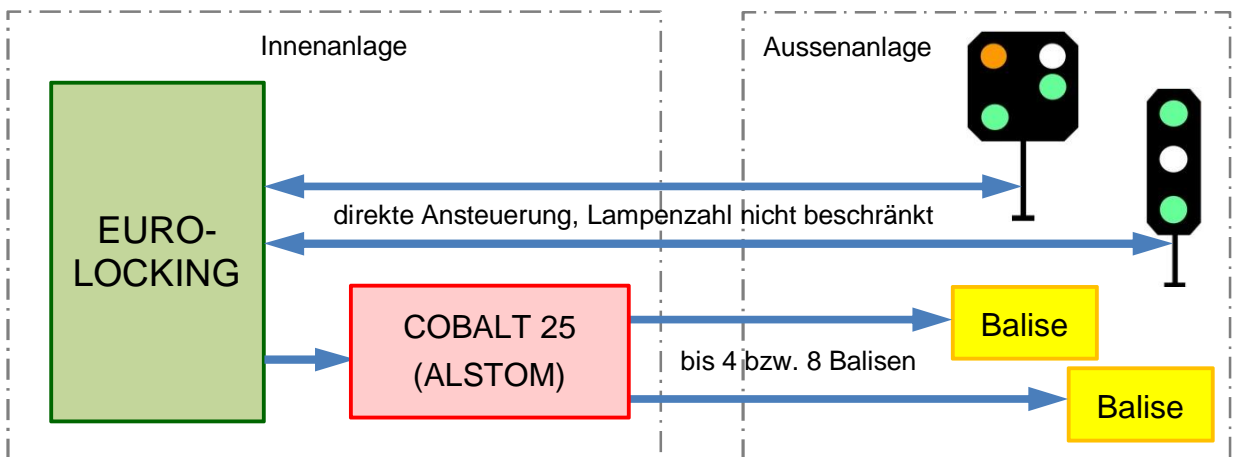 Innenanlage
Aussenanlage
EURO-
LOCKING
direkte Ansteuerung, Lampenzahl nicht beschränkt
COBALT 25
(ALSTOM)
bis 4 bzw. 8 Balisen
Balise
Balise